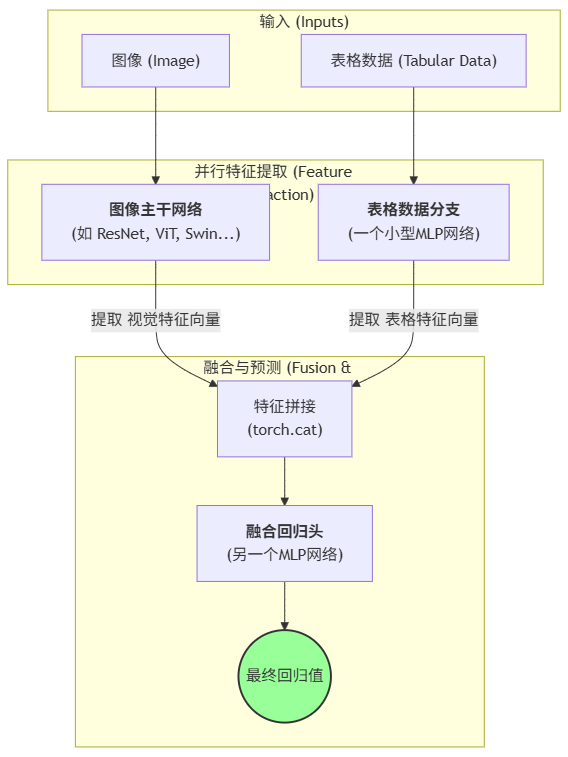 输入 (Inputs)
图像 (Image)
表格数据 (Tabular Data)
并行特征提取 (Feature
action)
图像主干网络
(如 ResNet, ViT, Swin...)
表格数据分支
(一个小型MLP网络)
提取 视觉特征向量
提取 表格特征向量
融合与预测 (Fusion &
特征拼接
(torch.cat)
融合回归头
(另一个MLP网络)
最终回归值